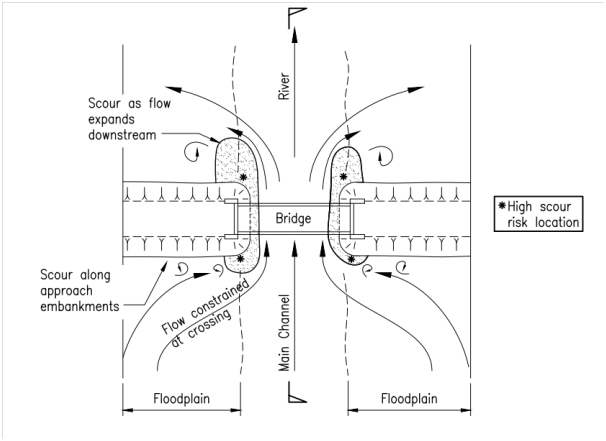 River
Scour as flow
expands
downstream
Bridge
*High scour
risk location
Scour along
approach
embankments
Flow constrained
at crossing
Main Channel
Floodplain
Floodplain